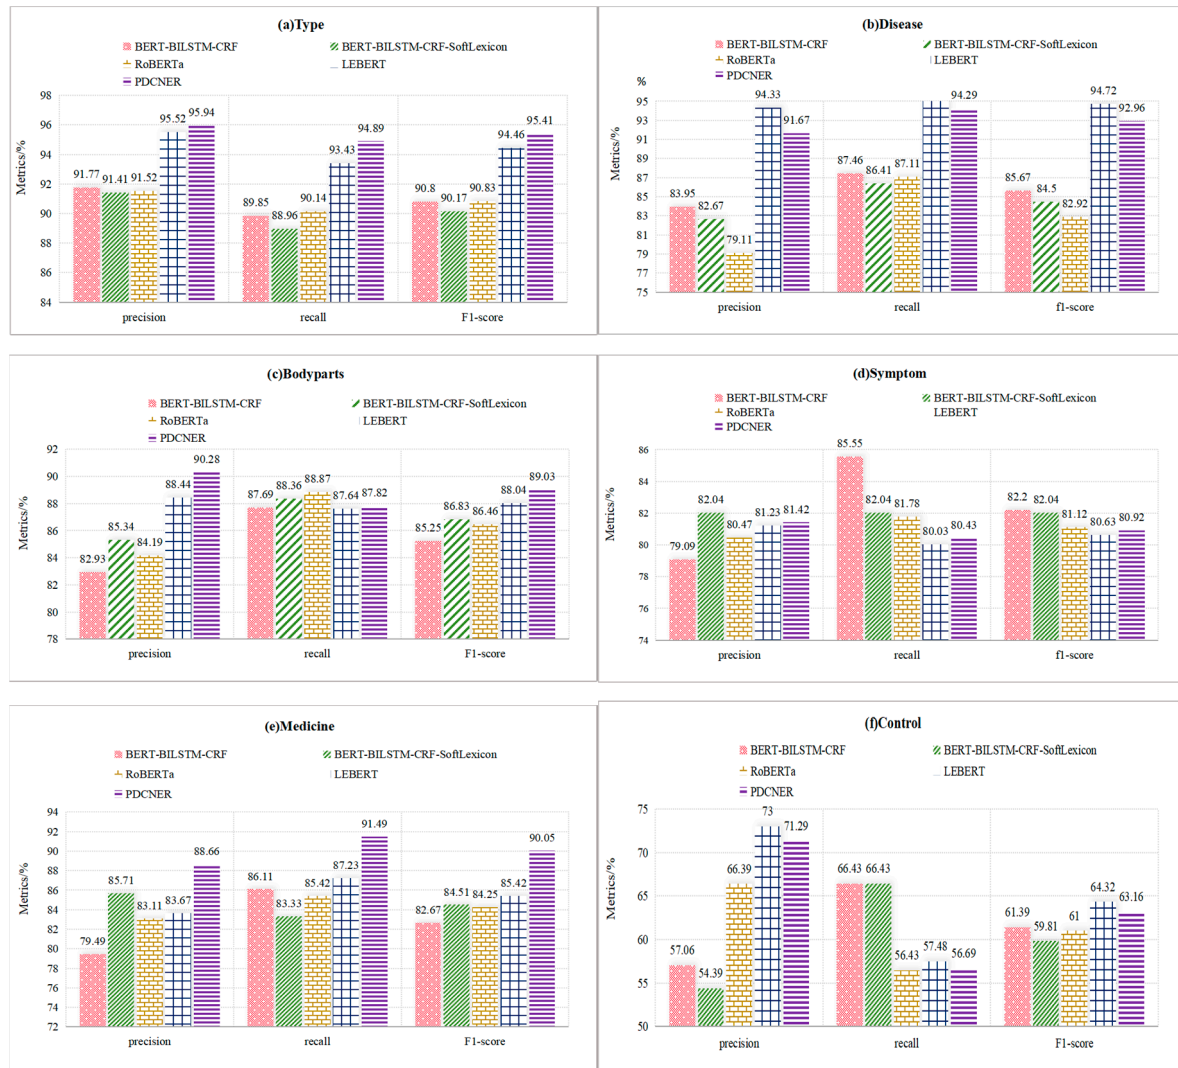 (a)Type
BERT-BILSTM-CRF BERT-BILSTM-CRF-SoftLexicon
RoBERTa LEBERT
PDCNER
Metrics/%
98
96
94
92
90
88
86
84
91.77 91.41 91.52 95.52 95.94
89.85 88.96 90.14 93.43 94.89
90.8 90.17 90.83 94.46 95.41
precision recall F1-score
(b)Disease
BERT-BILSTM-CRF BERT-BILSTM-CRF-SoftLexicon
RoBERTa LEBERT
PDCNER
%
Metrics/%
95
93
91
89
87
85
83
81
79
77
75
83.95 82.67 79.11 94.33 91.67
87.46 86.41 87.11 94.29
85.67 84.5 82.92 94.72 92.96
precision recall f1-score
(c)Bodyparts
BERT-BILSTM-CRF BERT-BILSTM-CRF-SoftLexicon
RoBERTa LEBERT
PDCNER
Metrics/%
92
90
88
86
84
82
80
78
82.93 85.34 84.19 88.44 90.28
87.69 88.36 88.87 87.64 87.82
85.25 86.83 86.46 88.04 89.03
precision recall F1-score
(d)Symptom
BERT-BILSTM-CRF BERT-BILSTM-CRF-SoftLexicon
RoBERTa LEBERT
PDCNER
Metrics/%
86
84
82
80
78
76
74
79.09 82.04 80.47 81.23 81.42
85.55 82.04 81.78 80.03 80.43
82.2 82.04 81.12 80.63 80.92
precision recall f1-score
(e)Medicine
BERT-BILSTM-CRF BERT-BILSTM-CRF-SoftLexicon
RoBERTa LEBERT
PDCNER
Metrics/%
94
92
90
88
86
84
82
80
78
76
74
72
79.49 85.71 83.11 83.67 88.66
86.11 83.33 85.42 87.23 91.49
82.67 84.51 84.25 85.42 90.05
precision recall F1-score
(f)Control
BERT-BILSTM-CRF BERT-BILSTM-CRF-SoftLexicon
RoBERTa LEBERT
PDCNER
Metrics/%
75
70
65
60
55
50
57.06 54.39 66.39 73 71.29
66.43 66.43 56.43 57.48 56.69
61.39 59.81 61 64.32 63.16
precision recall F1-score